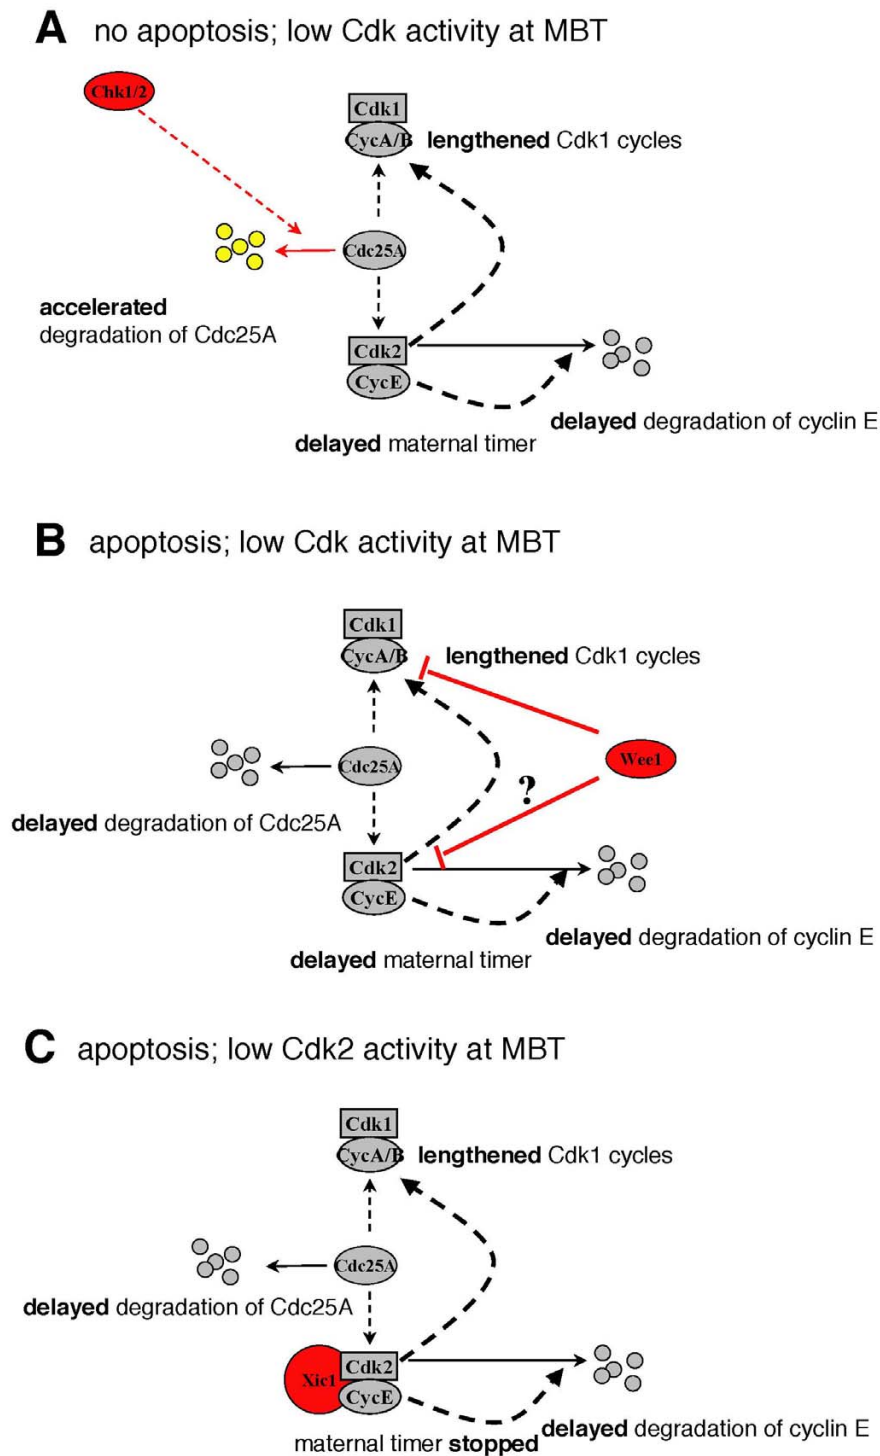 A no apoptosis; low Cdk activity at MBT
Chk1/2
Cdk1
CycA/B lengthened Cdk1 cycles
Cdc25A
accelerated
degradation of Cdc25A
Cdk2
CycE
delayed degradation of cyclin E
delayed maternal timer
B apoptosis; low Cdk activity at MBT
Cdk1
CycA/B lengthened Cdk1 cycles
Wee1
Cdc25A
?
delayed degradation of Cdc25A
Cdk2
CycE
delayed degradation of cyclin E
delayed maternal timer
C apoptosis; low Cdk2 activity at MBT
Cdk1
CycA/B lengthened Cdk1 cycles
Cdc25A
delayed degradation of Cdc25A
Cdk2
Xic1
CycE
delayed degradation of cyclin E
maternal timer stopped